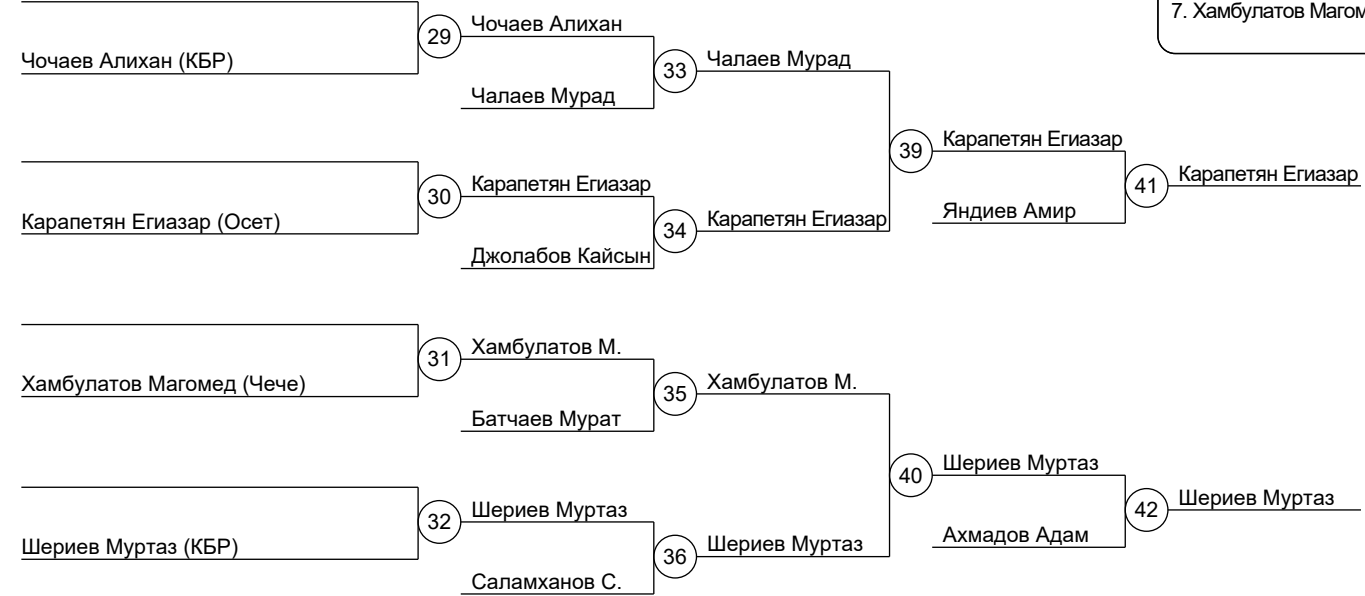 7. Хамбулатов Магом
29
Чочаев Алихан
Чочаев Алихан (КБР)
33
Чалаев Мурад
Чалаев Мурад
39
Карапетян Егиазар
41
Карапетян Егиазар
30
Карапетян Егиазар
Карапетян Егиазар (Осет)
34
Карапетян Егиазар
Яндиев Амир
Джолабов Кайсын
31
Хамбулатов М.
Хамбулатов Магомед (Чече)
35
Хамбулатов М.
Батчаев Мурат
40
Шериев Муртаз
42
Шериев Муртаз
32
Шериев Муртаз
Шериев Муртаз (КБР)
36
Шериев Муртаз
Ахмадов Адам
Саламханов С.